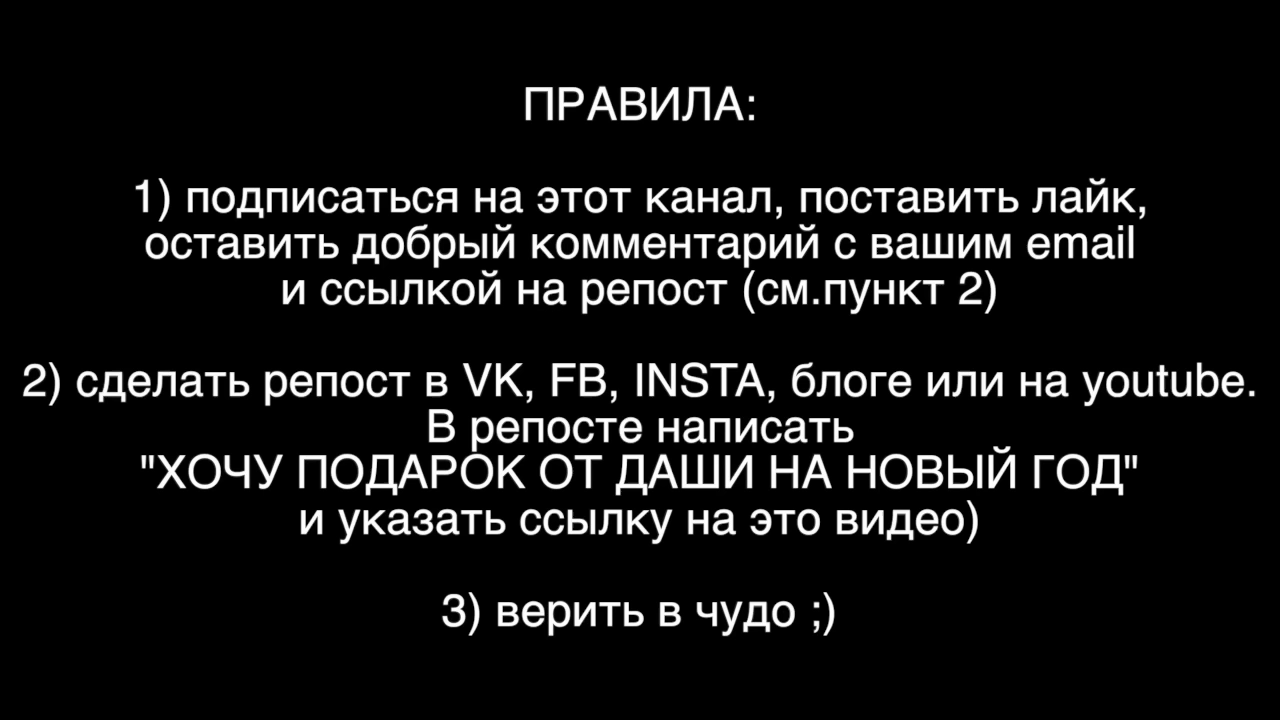 ПРАВИЛА:
1) подписаться на этот канал, поставить лайк,
оставить добрый комментарий с вашим email
и ссылкой на репост (см.пункт 2)
2) сделать репост в VK, FB, INSTA, блоге или на youtube.
В репосте написать
"ХОЧУ ПОДАРОК ОТ ДАШИ НА НОВЫЙ ГОД"
и указать ссылку на это видео)
3) верить в чудо ;)